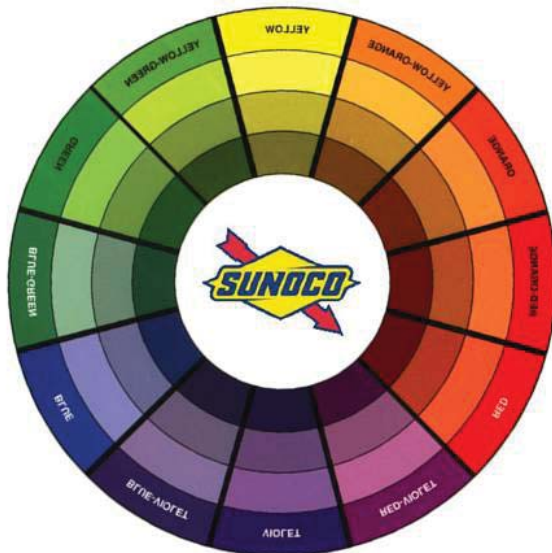 YELLOW
YELLOW-ORANGE
ORANGE
RED-ORANGE
RED
RED-VIOLET
VIOLET
BLUE-VIOLET
BLUE
BLUE-GREEN
GREEN
YELLOW-GREEN
SUNOCO